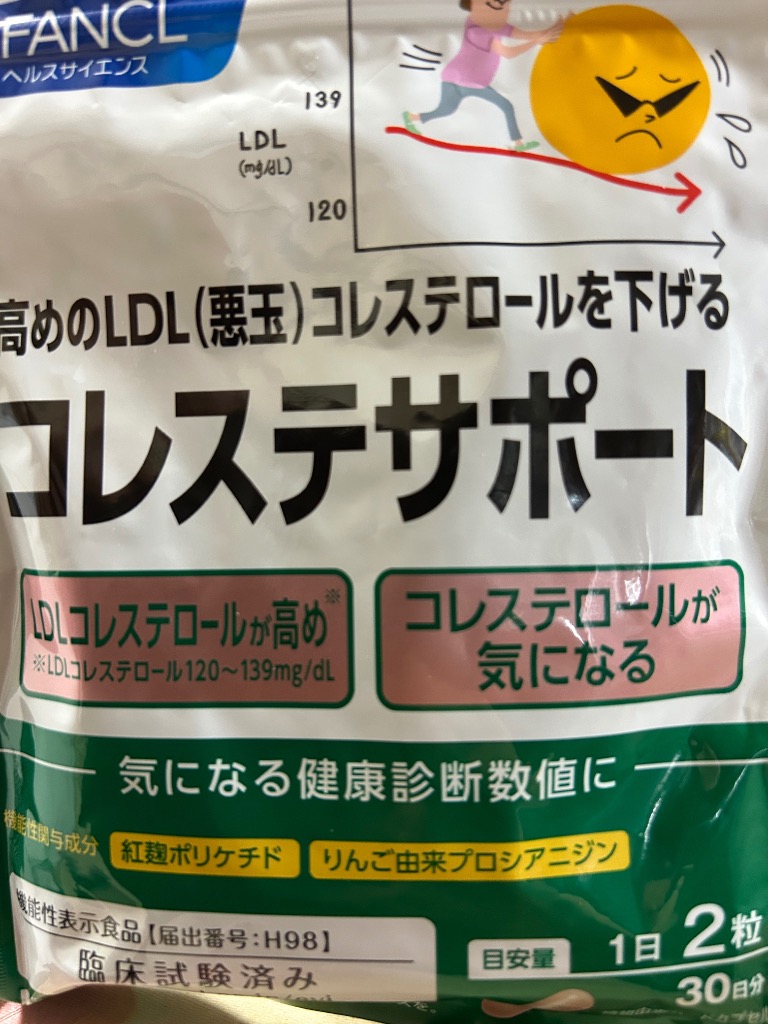 FANCL
ヘルスサイエンス
139
LDL
(mg/dL)
120
高めのLDL(悪玉)コレステロールを下げる
コレステサポート
LDLコレステロールが高め※
※LDLコレステロール120～139mg/dL
コレステロールが
気になる
気になる健康診断数値に
機能性関与成分 紅麹ポリケチド りんご由来プロシアニジン
機能性表示食品【届出番号:H98】
臨床試験済み
目安量 1日 2粒
30日分